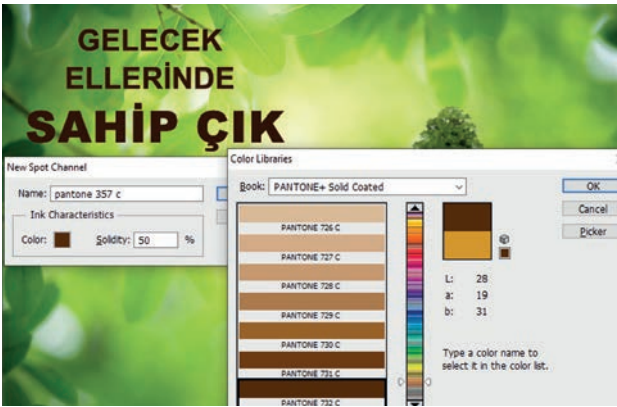 GELECEK
ELLERİNDE
SAHİP ÇIK
New Spot Channel
Name: pantone 357 c
Ink Characteristics
Color: Solidity: 50 %
Color Libraries
Book: PANTONE+ Solid Coated
PANTONE 726 C
PANTONE 727 C
PANTONE 728 C
PANTONE 729 C
PANTONE 730 C
PANTONE 731 C
PANTONE 732 C
OK
Cancel
Picker
L: 28
a: 19
b: 31
Type a color name to
select it in the color list.